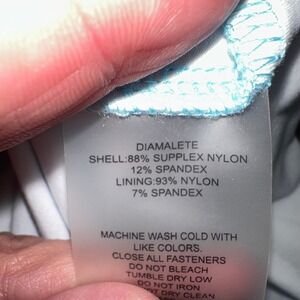 DIAMALETE
SHELL:88% SUPPLEX NYLON
12% SPANDEX
LINING:93% NYLON
7% SPANDEX
MACHINE WASH COLD WITH
LIKE COLORS.
CLOSE ALL FASTENERS
DO NOT BLEACH
TUMBLE DRY LOW
DO NOT IRON
NOT DRY CLEAN